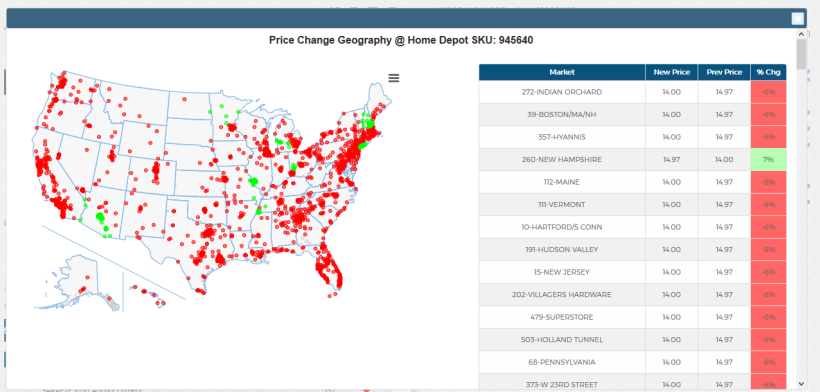 Price Change Geography @ Home Depot SKU: 945640
Market New Price Prev Price % Chg
272-INDIAN ORCHARD 14.00 14.97 -6%
39-BOSTON/MA/NH 14.00 14.97 -6%
357-HYANNIS 14.00 14.97 -6%
260-NEW HAMPSHIRE 14.97 14.00 7%
112-MAINE 14.00 14.97 -6%
111-VERMONT 14.00 14.97 -6%
10-HARTFORD/S CONN 14.00 14.97 -6%
191-HUDSON VALLEY 14.00 14.97 -6%
15-NEW JERSEY 14.00 14.97 -6%
202-VILLAGERS HARDWARE 14.00 14.97 -6%
479-SUPERSTORE 14.00 14.97 -6%
503-HOLLAND TUNNEL 14.00 14.97 -6%
68-PENNSYLVANIA 14.00 14.97 -6%
373-W 23RD STREET 14.00 14.97 -6%